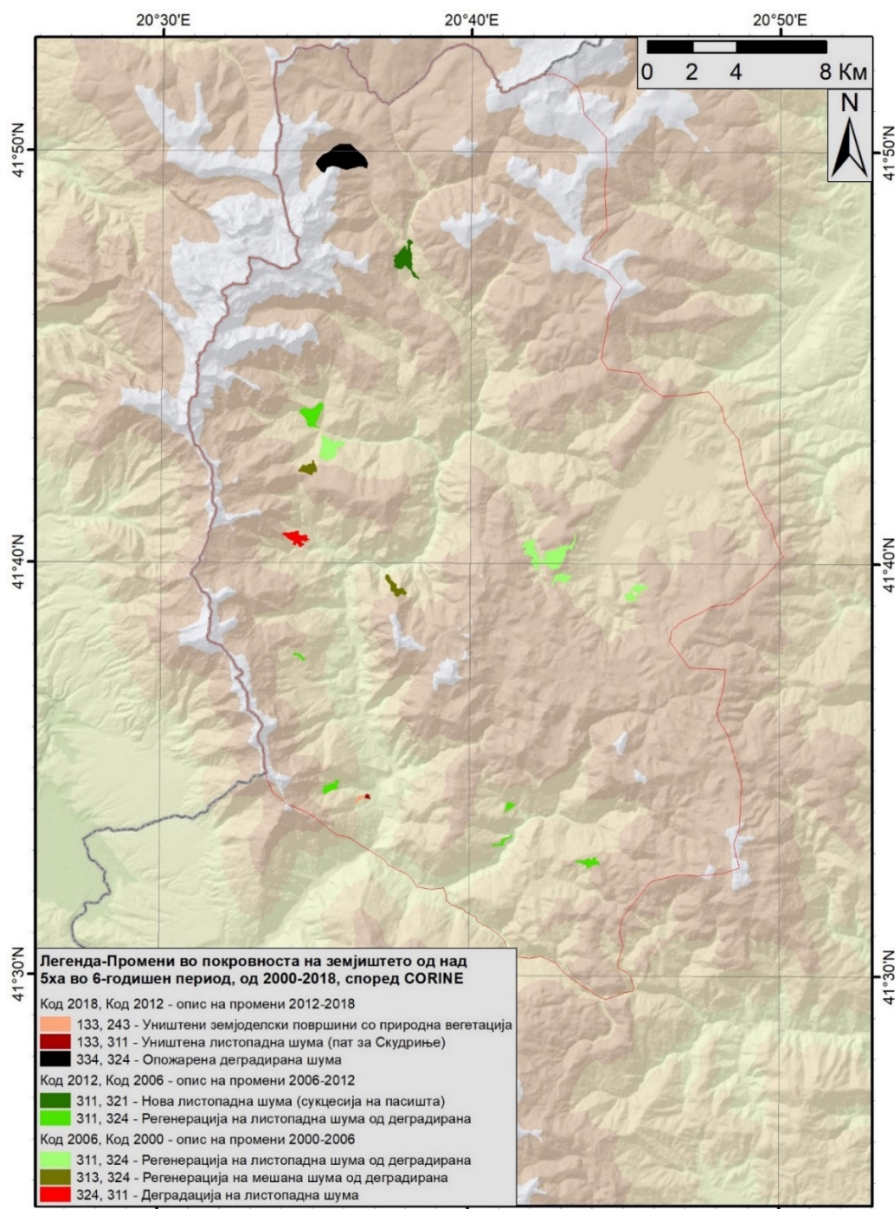 20°30'E 20°40'E 20°50'E
0 2 4 8 Км
N
41°50'N 41°50'N
41°40'N 41°40'N
41°30'N 41°30'N
Легенда-Промени во покровноста на земјиштето од над
5ха во 6-годишен период, од 2000-2018, според CORINE
Код 2018, Код 2012 - опис на промени 2012-2018
133, 243 - Уништени земјоделски површини со природна вегетација
133, 311 - Уништена листопадна шума (пат за Скудриње)
334, 324 - Опожарена деградирана шума
Код 2012, Код 2006 - опис на промени 2006-2012
311, 321 - Нова листопадна шума (сукцесија на пасишта)
311, 324 - Регенерација на листопадна шума од деградирана
Код 2006, Код 2000 - опис на промени 2000-2006
311, 324 - Регенерација на листопадна шума од деградирана
313, 324 - Регенерација на мешана шума од деградирана
324, 311 - Деградација на листопадна шума
20°30'E 20°40'E 20°50'E